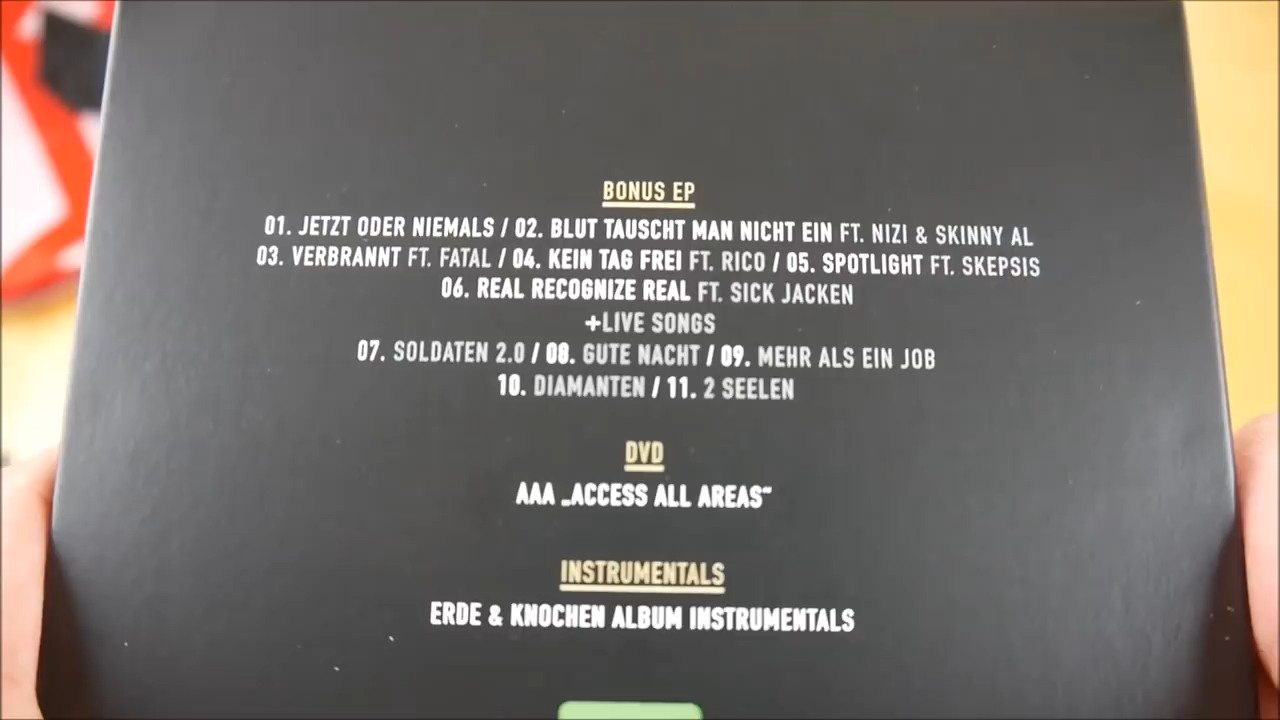 BONUS EP
01. JETZT ODER NIEMALS / 02. BLUT TAUSCHT MAN NICHT EIN FT. NIZI & SKINNY AL
03. VERBRANNT FT. FATAL / 04. KEIN TAG FREI FT. RICO / 05. SPOTLIGHT FT. SKEPSIS
06. REAL RECOGNIZE REAL FT. SICK JACKEN
+LIVE SONGS
07. SOLDATEN 2.0 / 08. GUTE NACHT / 09. MEHR ALS EIN JOB
10. DIAMANTEN / 11. 2 SEELEN
DVD
AAA „ACCESS ALL AREAS“
INSTRUMENTALS
ERDE & KNOCHEN ALBUM INSTRUMENTALS